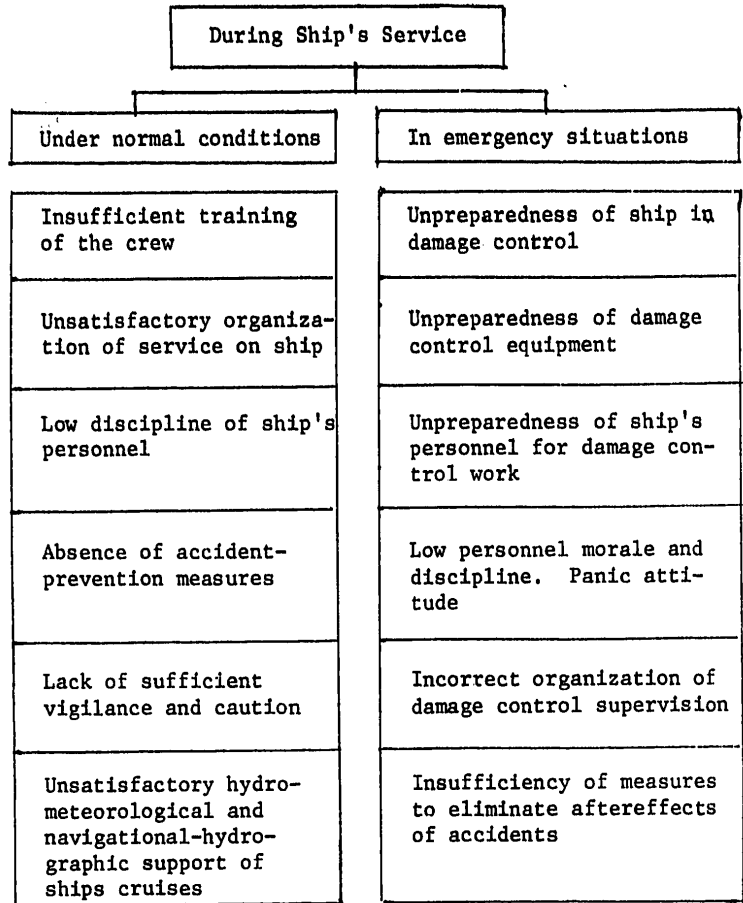 During Ship's Service
Under normal conditions
Insufficient training
of the crew
Unsatisfactory organiza-
tion of service on ship
Low discipline of ship's
personnel
Absence of accident-
prevention measures
Lack of sufficient
vigilance and caution
Unsatisfactory hydro-
meteorological and
navigational-hydro-
graphic support of
ships cruises
In emergency situations
Unpreparedness of ship in
damage control
Unpreparedness of damage
control equipment
Unpreparedness of ship's
personnel for damage con-
trol work
Low personnel morale and
discipline. Panic atti-
tude
Incorrect organization of
damage control supervision
Insufficiency of measures
to eliminate aftereffects
of accidents